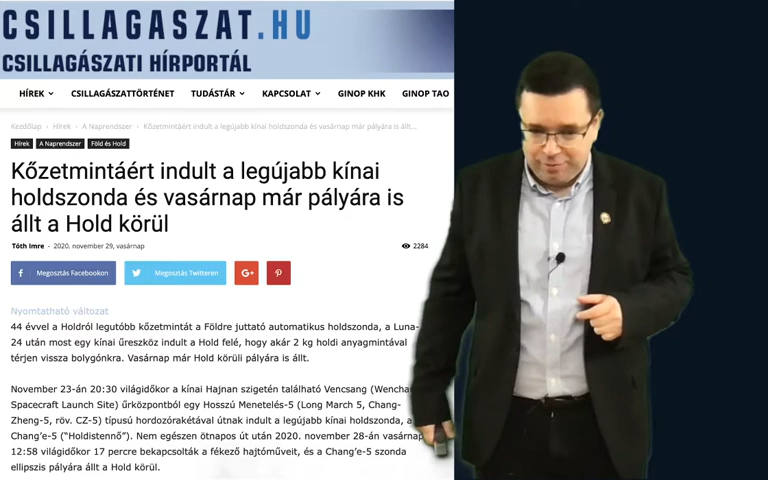 CSILLAGASZAT.HU
CSILLAGÁSZATI HÍRPORTÁL
HÍREK CSILLAGÁSZATTÖRTÉNET TUDÁSTÁR KAPCSOLAT GINOP KHK GINOP TAO
Kezdőlap › Hírek › A Naprendszer › Kőzetmintáért indult a legújabb kínai holdszonda és vasárnap már pályára is állt...
Hírek A Naprendszer Föld és Hold
Kőzetmintáért indult a legújabb kínai
holdszonda és vasárnap már pályára is
állt a Hold körül
Tóth Imre - 2020. november 29, vasárnap 2284
f Megosztás Facebookon Megosztás Twitteren G+
Nyomtatható változat
44 évvel a Holdról legutóbb kőzetmintát a Földre juttató automatikus holdszonda, a Luna-
24 után most egy kínai űreszköz indult a Hold felé, hogy akár 2 kg holdi anyagmintával
térjen vissza bolygónkra. Vasárnap már Hold körüli pályára is állt.
November 23-án 20:30 világidőkor a kínai Hajnan szigetén található Vencsang (Wenchang
Spacecraft Launch Site) űrközpontból egy Hosszú Menetelés-5 (Long March 5, Chang-
Zheng-5, röv. CZ-5) típusú hordozórakétával útnak indult a legújabb kínai holdszonda, a
Chang'e-5 ("Holdistennő"). Nem egészen ötnapos út után 2020. november 28-án vasárnap
12:58 világidőkor 17 percre bekapcsolták a fékező hajtóműveit, és a Chang'e-5 szonda
ellipszis pályára állt a Hold körül.